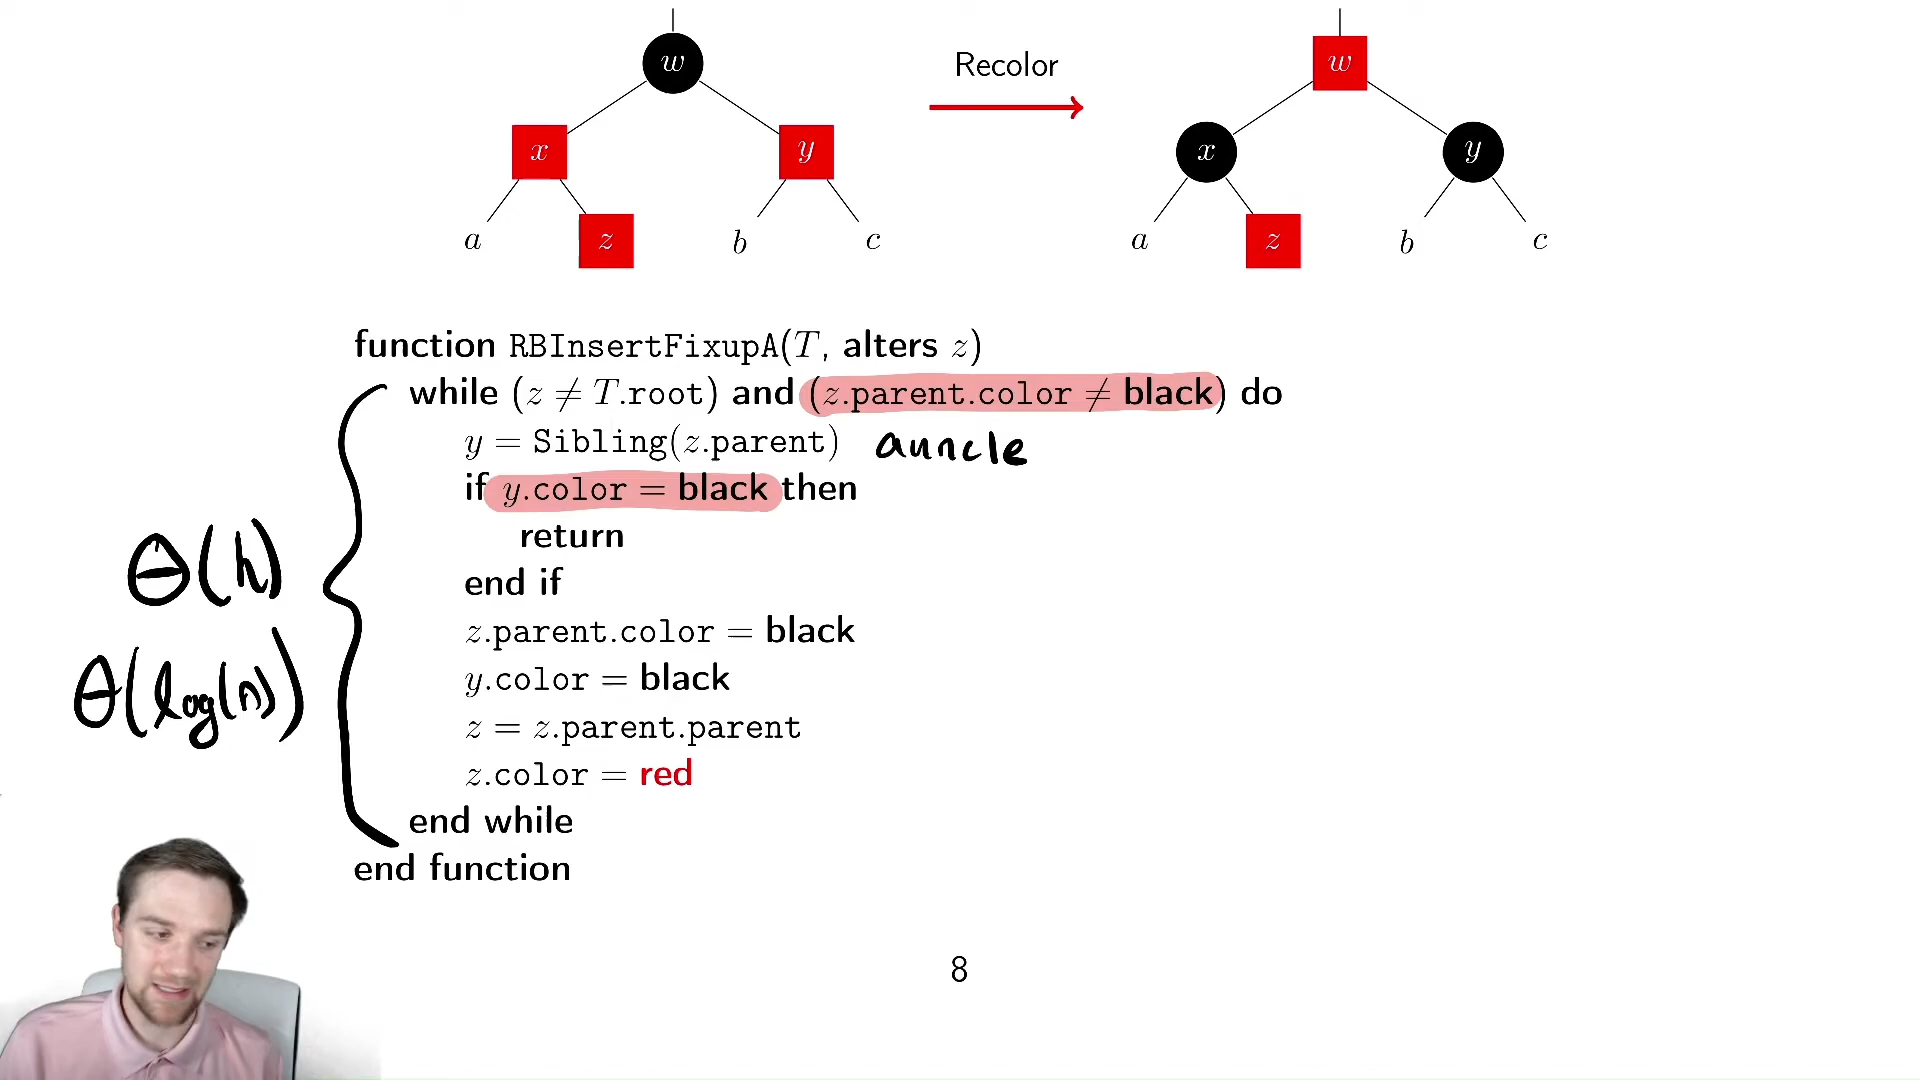 w
Recolor
w
x
y
x
y
a
z
b
c
a
z
b
c
function RBInsertFixupA(T, alters z)
while (z ≠ T.root) and (z.parent.color ≠ black) do
y = Sibling(z.parent) auncle
if y.color = black then
return
end if
Θ(h)
z.parent.color = black
y.color = black
Θ(log(n))
z = z.parent.parent
z.color = red
end while
end function
8